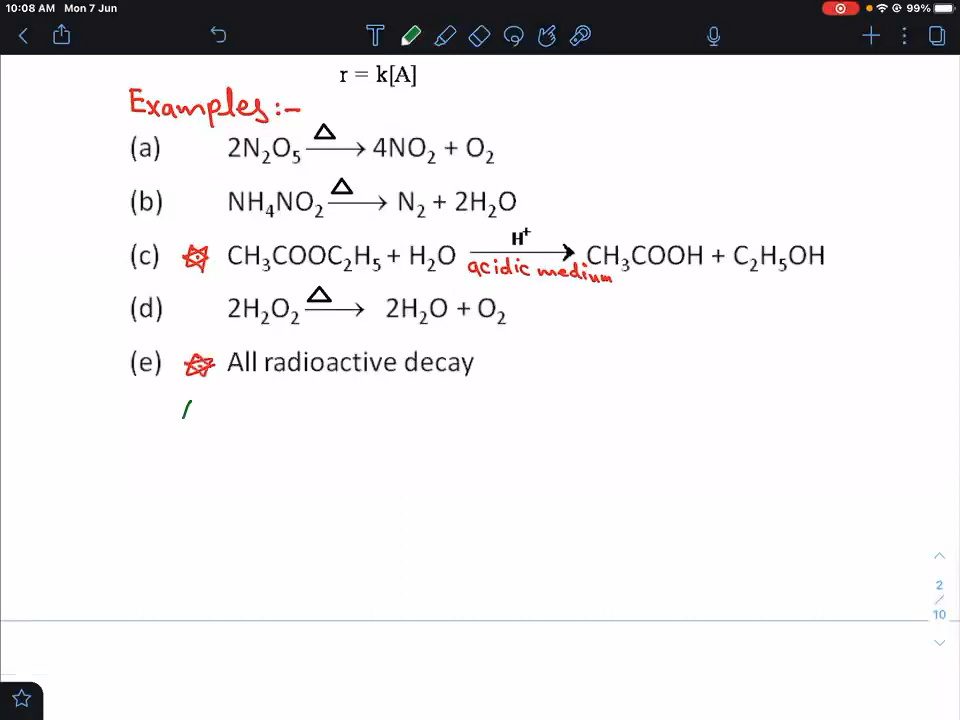 10:08 AM Mon 7 Jun 99%
r = k[A]
Examples:-
(a) 2N₂O₅ —Δ→ 4NO₂ + O₂
(b) NH₄NO₂ —Δ→ N₂ + 2H₂O
(c) CH₃COOC₂H₅ + H₂O —H⁺→ CH₃COOH + C₂H₅OH
acidic medium
(d) 2H₂O₂ —Δ→ 2H₂O + O₂
(e) All radioactive decay
2
/
10